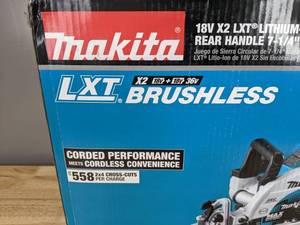 makita
18V X2 LXT® LITHIUM-
REAR HANDLE 7-1/4"
Juego de Sierra Circular de 7-1/4"
LXT® Litio-Ion de 18V X2 Sin Escobillas
LXT X2 18V + 18V 36V
BRUSHLESS
CORDED PERFORMANCE
MEETS CORDLESS CONVENIENCE
558 2x4 CROSS-CUTS
PER CHARGE
makita